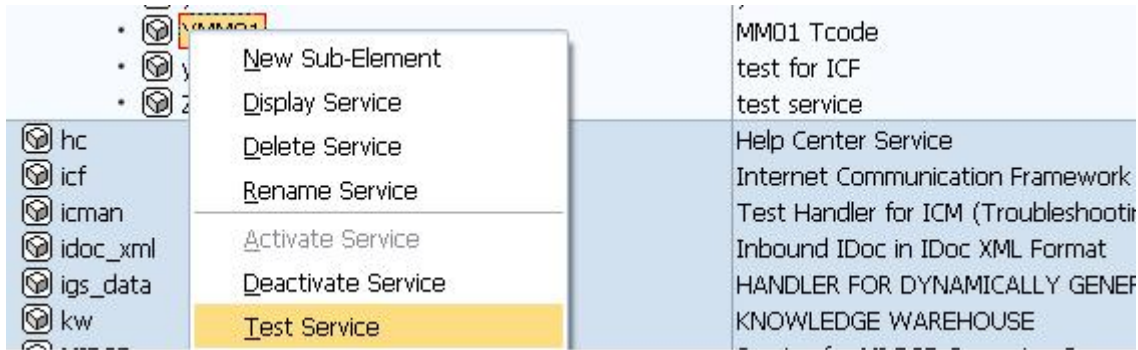 YMM01 MM01 Tcode
y test for ICF
test service
New Sub-Element
Display Service
Delete Service
Rename Service
Activate Service
Deactivate Service
Test Service
hc Help Center Service
icf Internet Communication Framework
icman Test Handler for ICM (Troubleshootin
idoc_xml Inbound IDoc in IDoc XML Format
igs_data HANDLER FOR DYNAMICALLY GENER
kw KNOWLEDGE WAREHOUSE